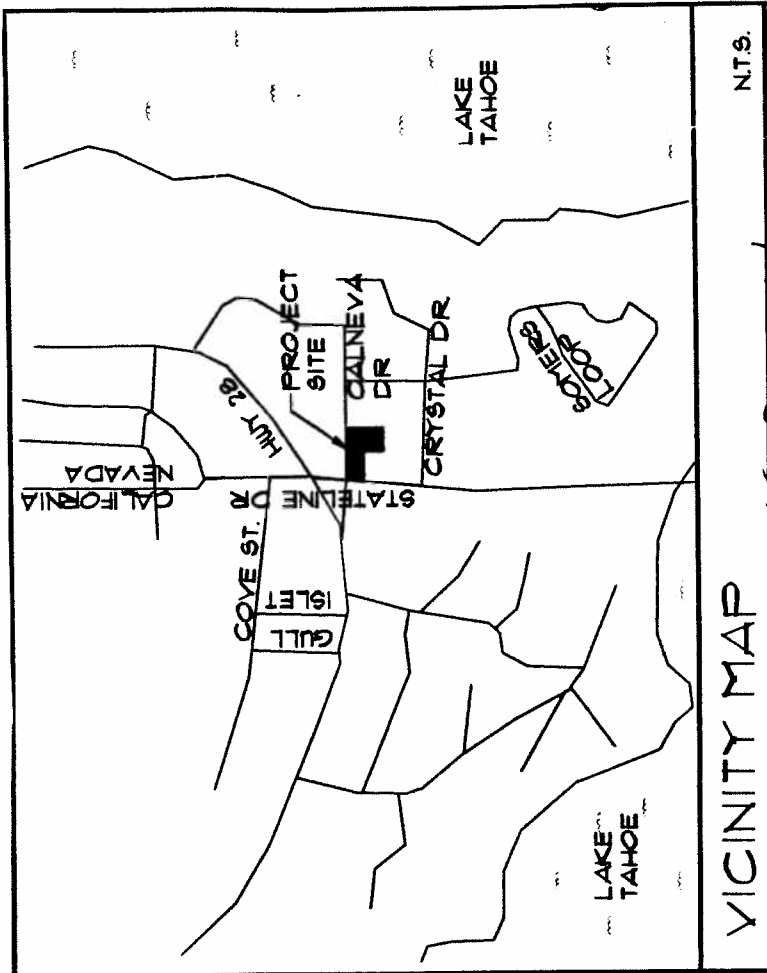 LAKE
TAHOE
PROJECT
SITE
HWY 28
CALNEVA
DR
CRYSTAL DR
SOMERS
LOOP
NEVADA
CALIFORNIA
STATELINE DR
COVE ST.
ISLET
GULL
LAKE
TAHOE
VICINITY MAP
N.T.S.